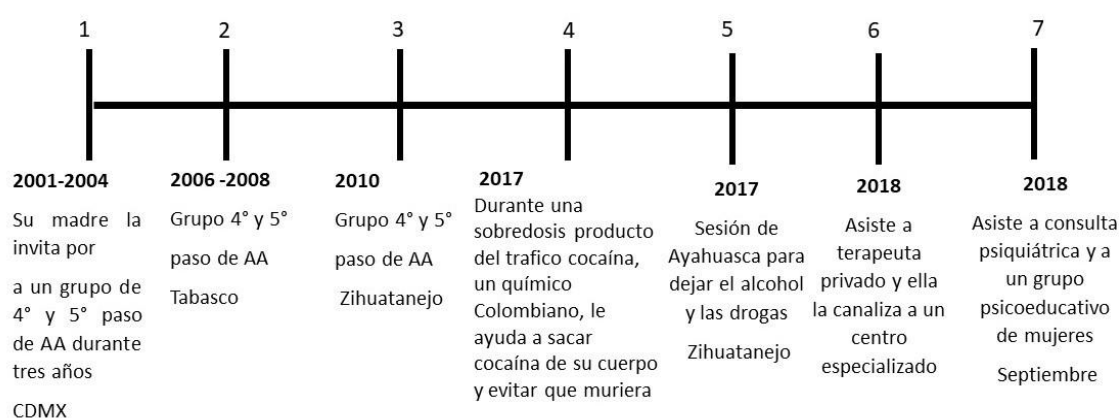 1
2
3
4
5
6
7
2001-2004
Su madre la
invita por
a un grupo de
4° y 5° paso
de AA durante
tres años
CDMX
2006 -2008
Grupo 4° y 5°
paso de AA
Tabasco
2010
Grupo 4° y 5°
paso de AA
Zihuatanejo
2017
Durante una
sobredosis producto
del trafico cocaína,
un químico
Colombiano, le
ayuda a sacar
cocaína de su cuerpo
y evitar que muriera
2017
Sesión de
Ayahuasca para
dejar el alcohol
y las drogas
Zihuatanejo
2018
Asiste a
terapeuta
privado y ella
la canaliza a un
centro
especializado
2018
Asiste a consulta
psiquiátrica y a
un grupo
psicoeducativo
de mujeres
Septiembre